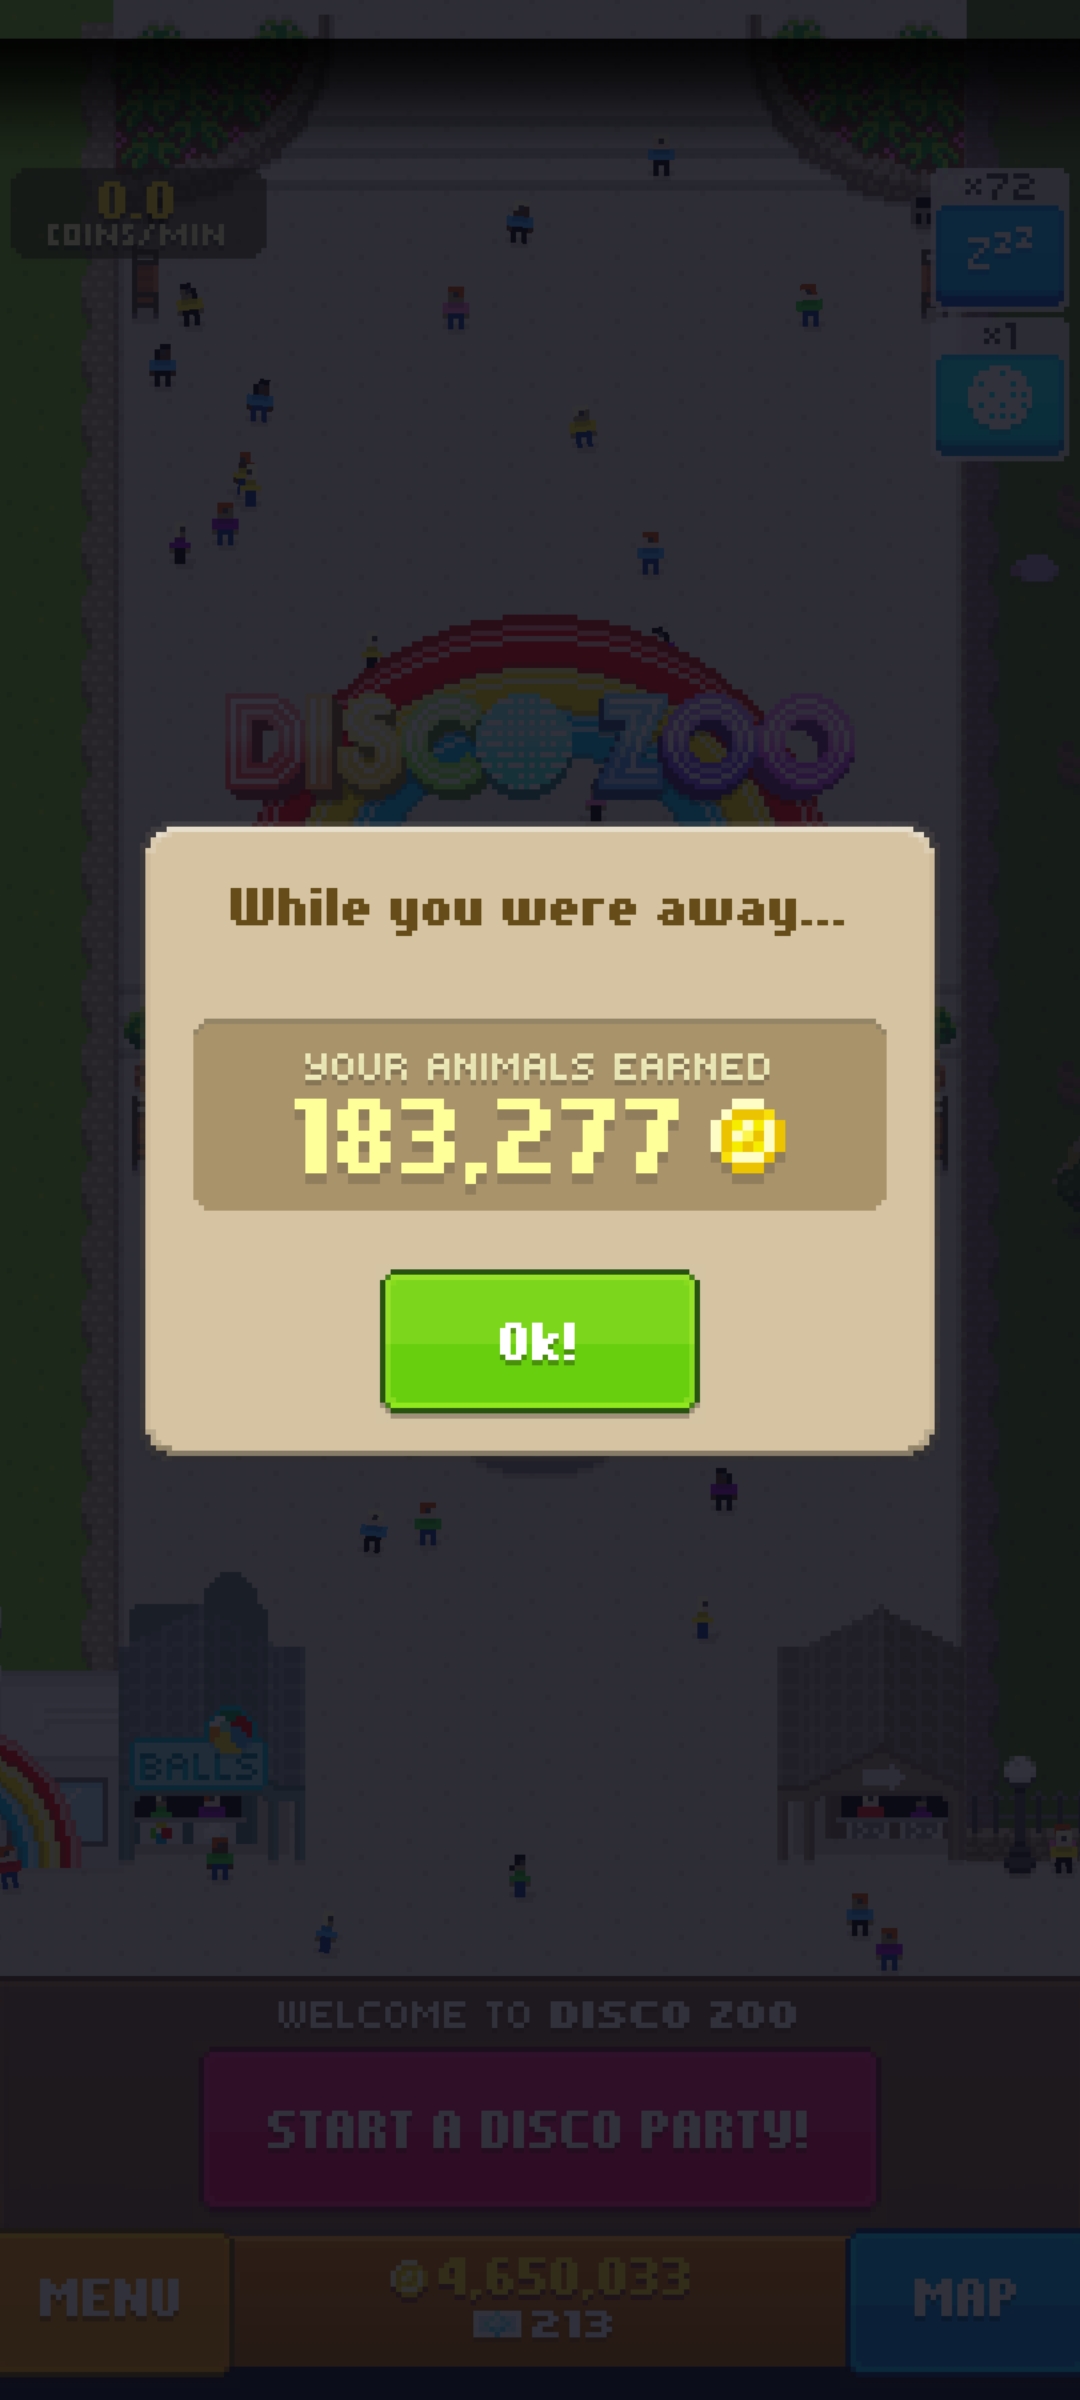 0.0
COINS/MIN
x72
zzz
x1
DISCO ZOO
While you were away...
YOUR ANIMALS EARNED
183,277
Ok!
BALLS
WELCOME TO DISCO ZOO
START A DISCO PARTY!
MENU
4,650,033
213
MAP